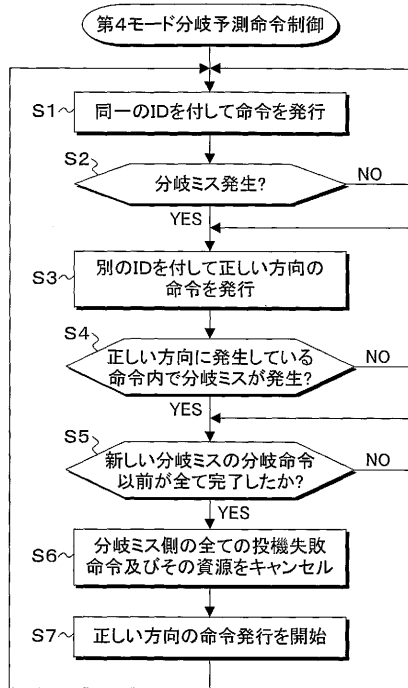 第4モード分岐予測命令制御
S1
同一のIDを付して命令を発行
S2
分岐ミス発生?
NO
YES
S3
別のIDを付して正しい方向の
命令を発行
S4
正しい方向に発生している
命令内で分岐ミスが発生?
NO
YES
S5
新しい分岐ミスの分岐命令
以前が全て完了したか?
NO
YES
S6
分岐ミス側の全ての投機失敗
命令及びその資源をキャンセル
S7
正しい方向の命令発行を開始